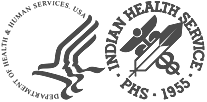 DEPARTMENT OF HEALTH & HUMAN SERVICES. USA
INDIAN HEALTH SERVICE
· PHS · 1955 ·